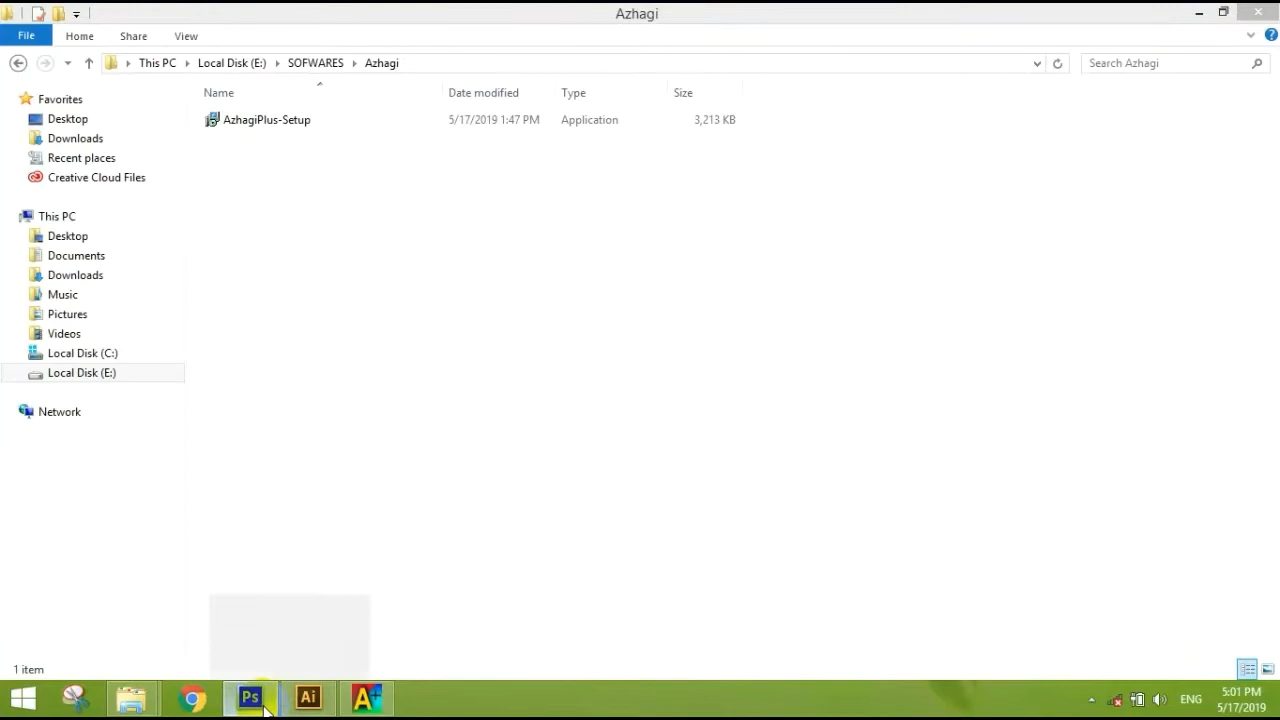 Azhagi
File Home Share View
This PC Local Disk (E:) SOFWARES Azhagi
Search Azhagi
Name Date modified Type Size
AzhagiPlus-Setup 5/17/2019 1:47 PM Application 3,213 KB
Favorites
Desktop
Downloads
Recent places
Creative Cloud Files
This PC
Desktop
Documents
Downloads
Music
Pictures
Videos
Local Disk (C:)
Local Disk (E:)
Network
1 item
Ps Ai A+
ENG
5:01 PM
5/17/2019